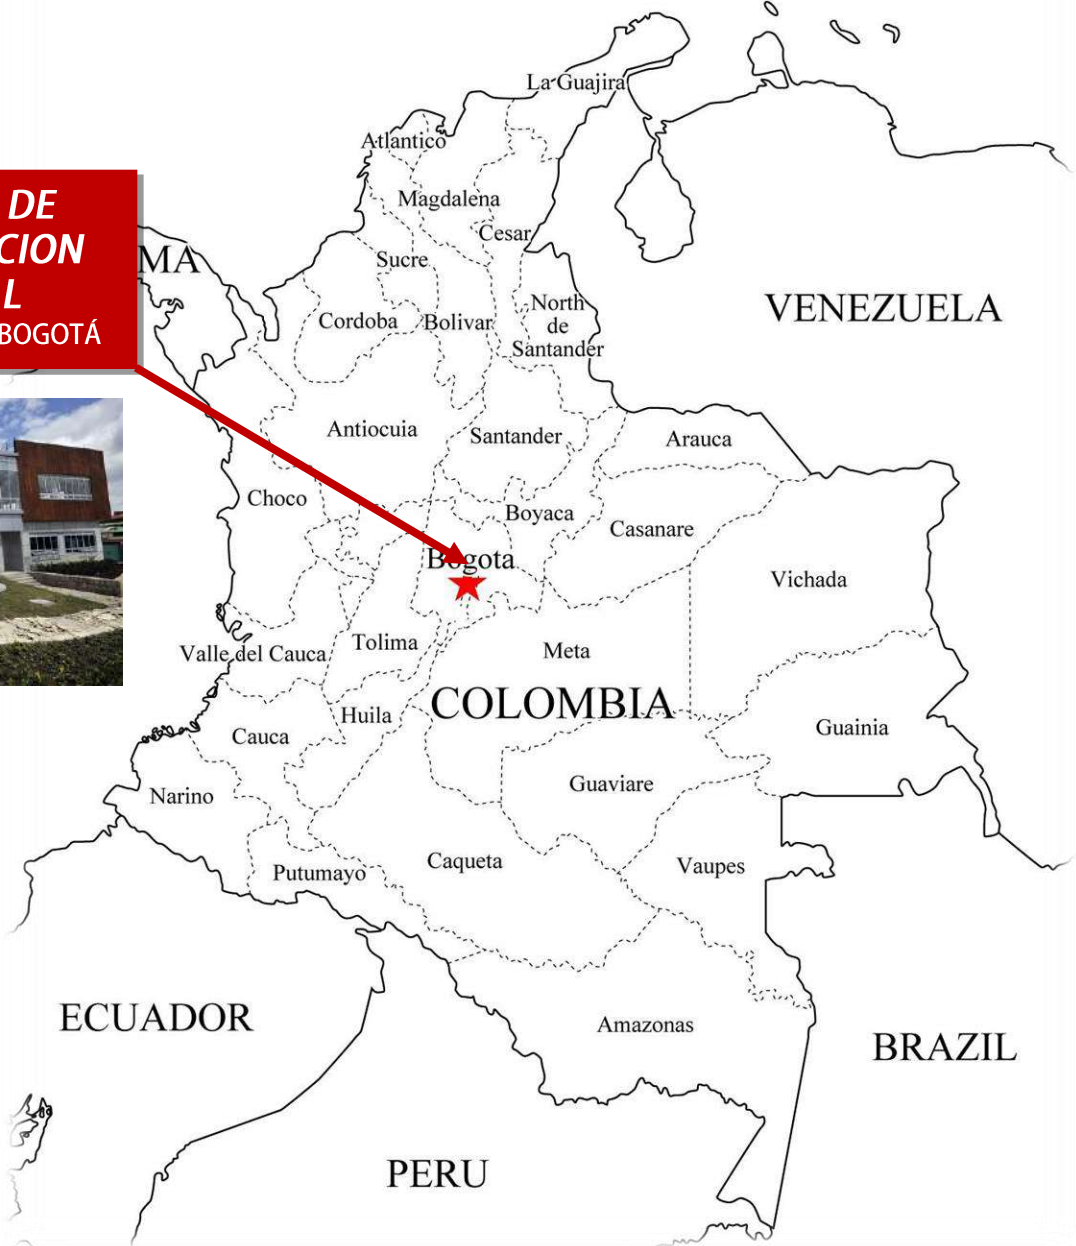 La Guajira
Atlantico
DE
CION
L
BOGOTÁ
Magdalena
Cesar
MA
Sucre
VENEZUELA
North
de
Santander
Cordoba
Bolivar
Antiocuia
Santander
Arauca
Choco
Boyaca
Casanare
Bogota
Vichada
Valle del Cauca
Tolima
Meta
COLOMBIA
Huila
Cauca
Guainia
Narino
Guaviare
Putumayo
Caqueta
Vaupes
ECUADOR
Amazonas
BRAZIL
PERU